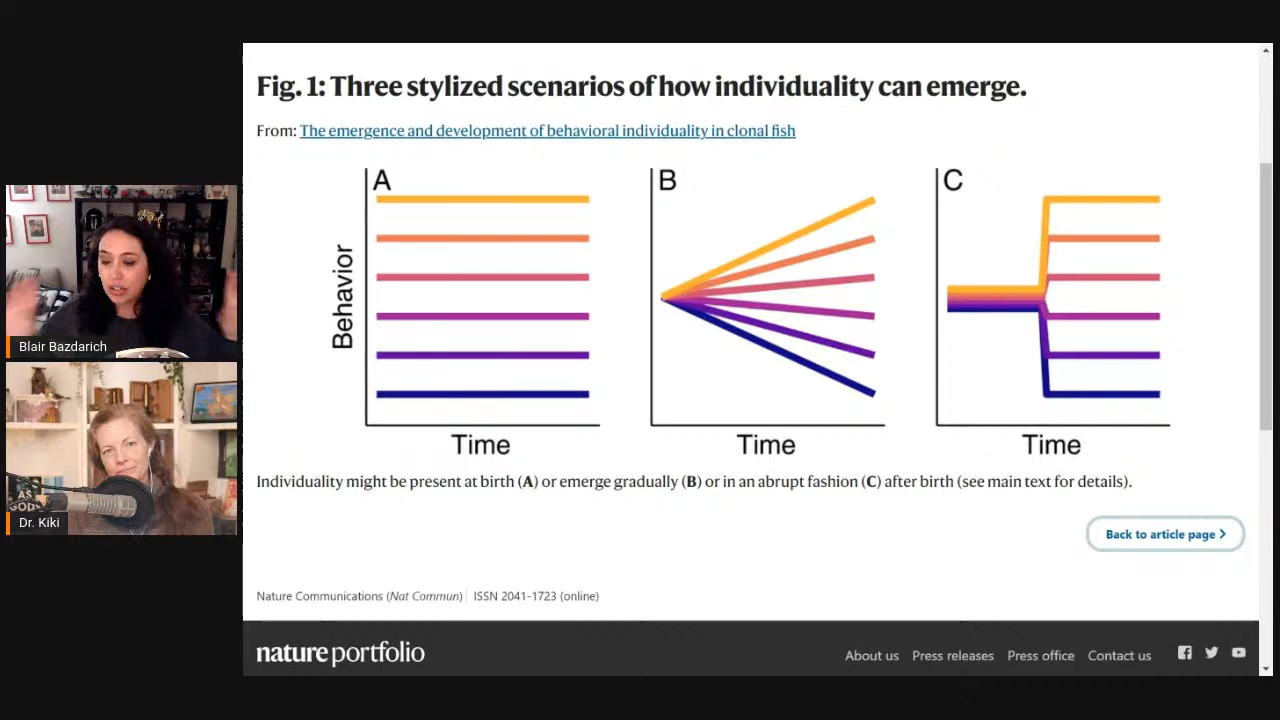 Fig. 1: Three stylized scenarios of how individuality can emerge.
From: The emergence and development of behavioral individuality in clonal fish
A
B
C
Behavior
Time
Time
Time
Individuality might be present at birth (A) or emerge gradually (B) or in an abrupt fashion (C) after birth (see main text for details).
Back to article page
Nature Communications (Nat Commun) ISSN 2041-1723 (online)
nature portfolio
About us Press releases Press office Contact us
Blair Bazdarich
AS
GODS
Dr. Kiki